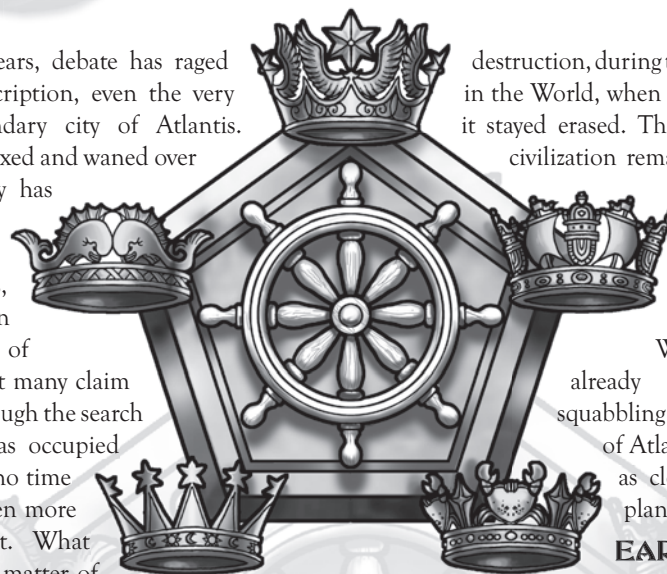 ears, debate has raged
cription, even the very
ndary city of Atlantis.
xed and waned over
y has
,
n
of
t many claim
ugh the search
as occupied
no time
en more
t. What
matter of
destruction, during t
in the World, when
it stayed erased. Th
civilization rema
W
already
squabbling
of Atla
as cl
plan
EAR